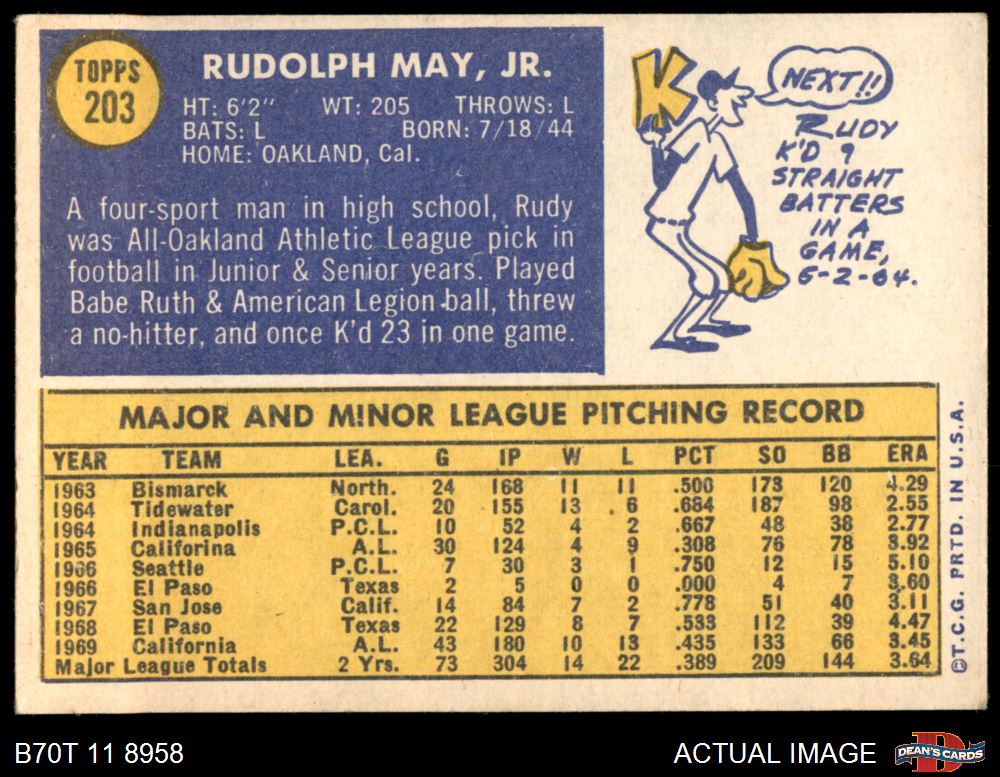 TOPPS
203
RUDOLPH MAY, JR.
HT: 6'2" WT: 205 THROWS: L
BATS: L BORN: 7/18/44
HOME: OAKLAND, Cal.
A four-sport man in high school, Rudy
was All-Oakland Athletic League pick in
football in Junior & Senior years. Played
Babe Ruth & American Legion ball, threw
a no-hitter, and once K'd 23 in one game.
K
NEXT!!
RUDY
K'D 9
STRAIGHT
BATTERS
IN A
GAME,
6-2-64.
MAJOR AND MINOR LEAGUE PITCHING RECORD
YEAR TEAM LEA. G IP W L PCT SO BB ERA
1963 Bismarck North. 24 168 11 11 .500 173 120 4.29
1964 Tidewater Carol. 20 155 13 6 .684 187 98 2.55
1964 Indianapolis P.C.L. 10 52 4 2 .667 48 38 2.77
1965 Califorina A.L. 30 124 4 9 .308 76 78 3.92
1966 Seattle P.C.L. 7 30 3 1 .750 12 15 5.10
1966 El Paso Texas 2 5 0 0 .000 4 7 3.60
1967 San Jose Calif. 14 84 7 2 .778 51 40 3.11
1968 El Paso Texas 22 129 8 7 .533 112 39 4.47
1969 California A.L. 43 180 10 13 .435 133 66 3.45
Major League Totals 2 Yrs. 73 304 14 22 .389 209 144 3.64
©T.C.G. PRTD. IN U.S.A.
B70T 11 8958
ACTUAL IMAGE
D
DEAN'S CARDS